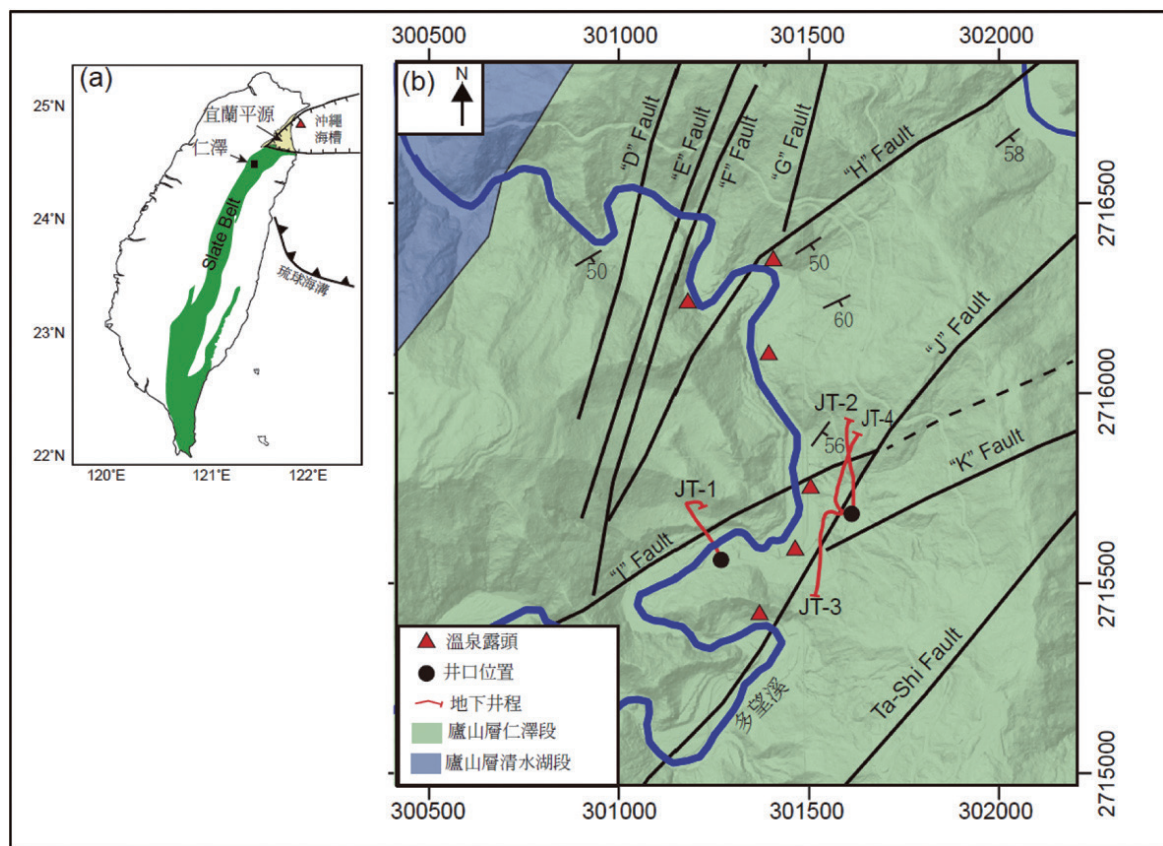 (a)
25°N
24°N
23°N
22°N
120°E
121°E
122°E
宜蘭平源
仁澤
沖繩
海槽
Slate Belt
琉球海溝
(b)
N
300500
301000
301500
302000
"D" Fault
"E" Fault
"F" Fault
"G" Fault
"H" Fault
58
2716500
50
50
60
"J" Fault
2716000
JT-2
JT-4
56
"K" Fault
JT-1
"I" Fault
2715500
JT-3
Ta-Shi Fault
多望溪
2715000
溫泉露頭
井口位置
地下井程
廬山層仁澤段
廬山層清水湖段
300500
301000
301500
302000